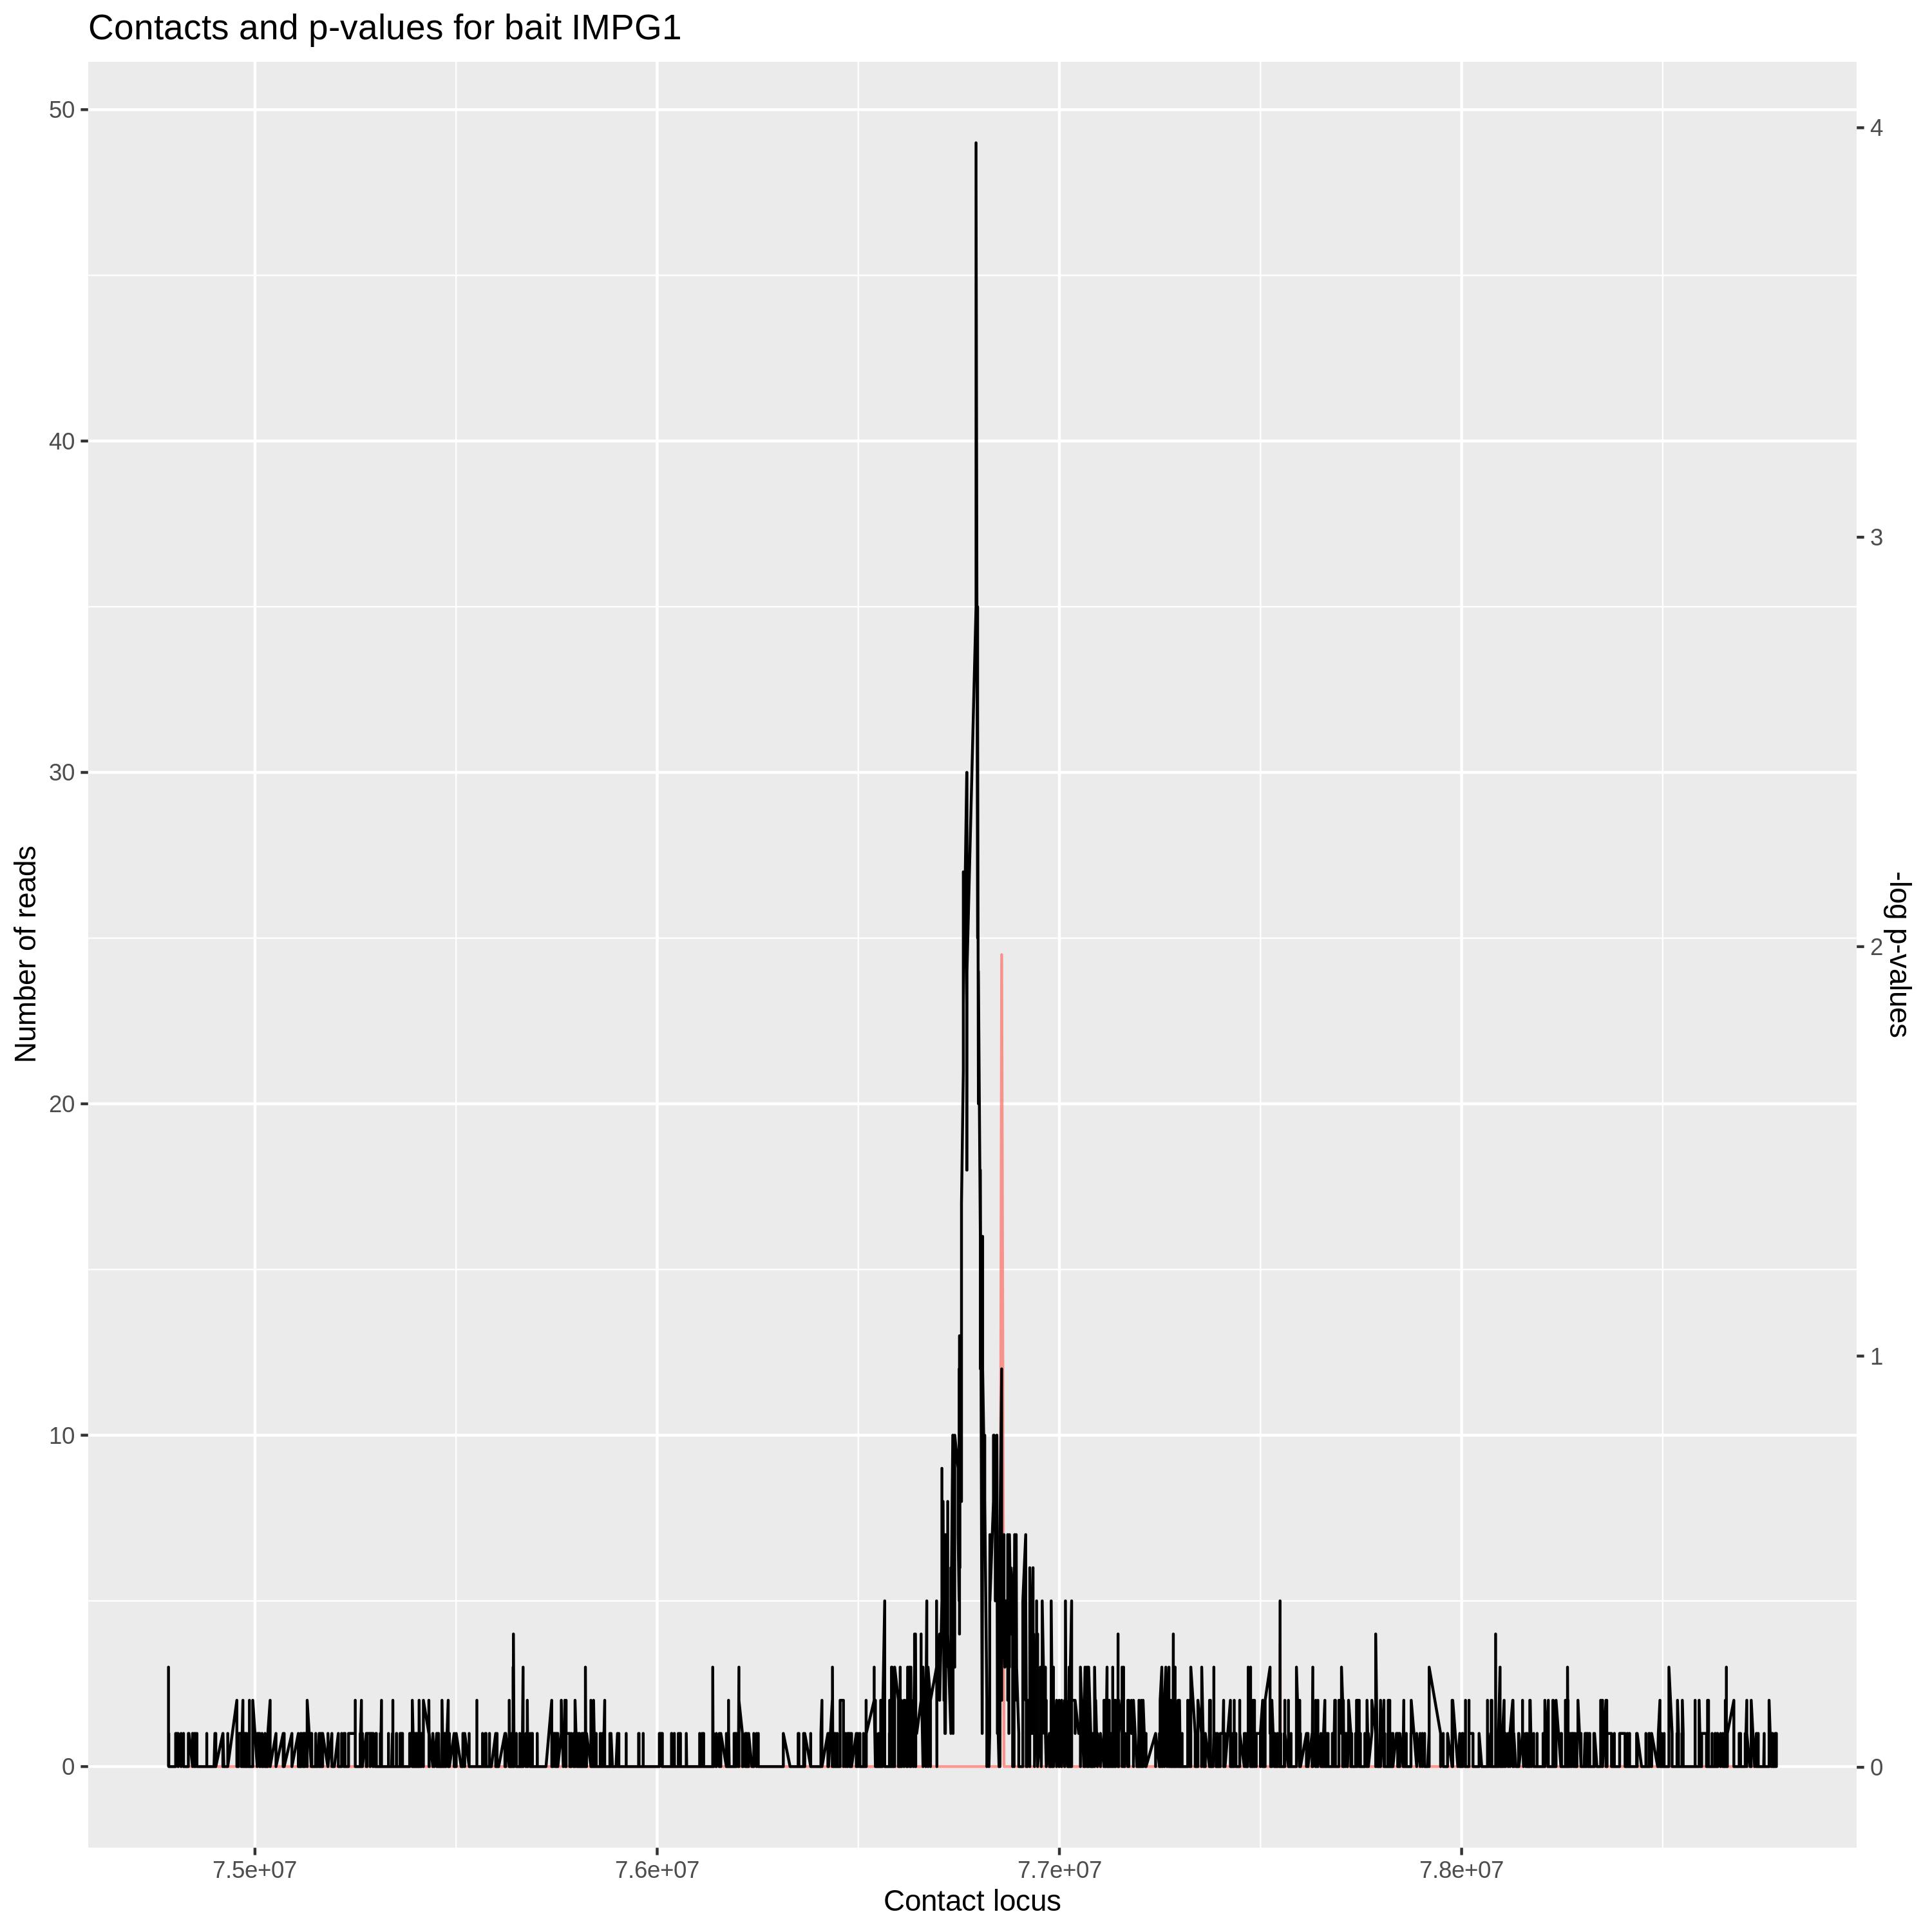 Contacts and p-values for bait IMPG1
50
40
30
20
10
0
Number of reads
4
3
2
1
0
-log p-values
7.5e+07 7.6e+07 7.7e+07 7.8e+07
Contact locus